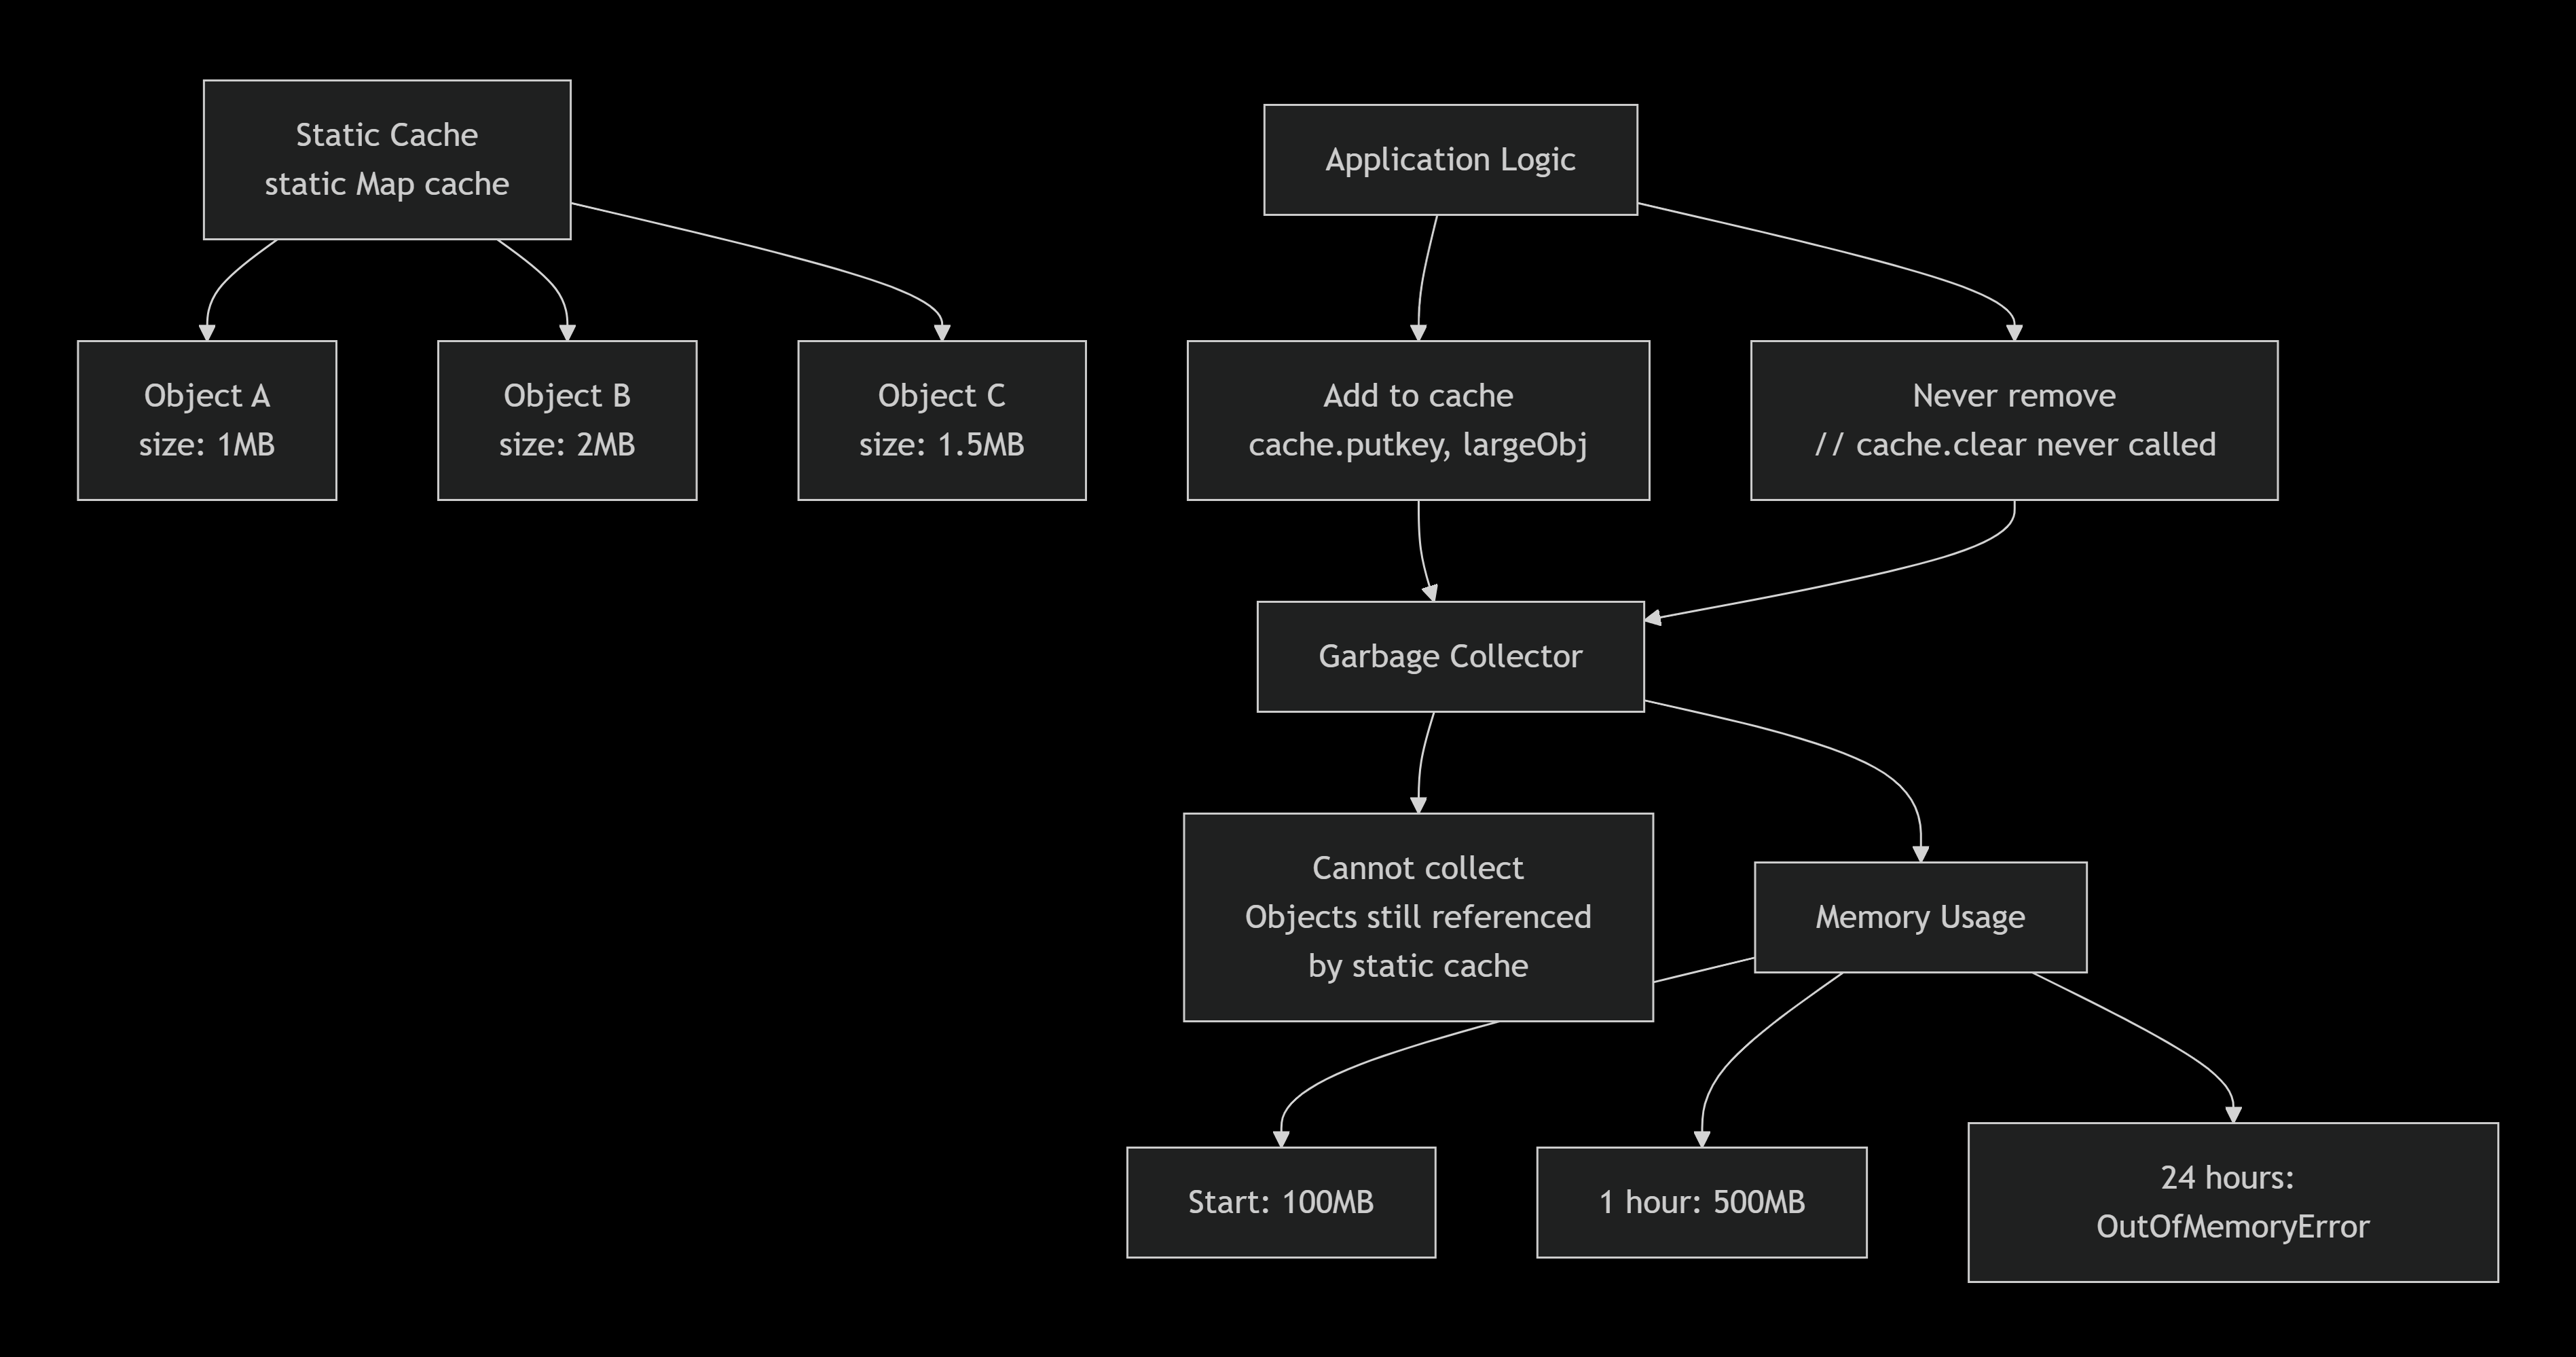 Static Cache
static Map cache
Application Logic
Object A
size: 1MB
Object B
size: 2MB
Object C
size: 1.5MB
Add to cache
cache.putkey, largeObj
Never remove
// cache.clear never called
Garbage Collector
Cannot collect
Objects still referenced
by static cache
Memory Usage
Start: 100MB
1 hour: 500MB
24 hours:
OutOfMemoryError